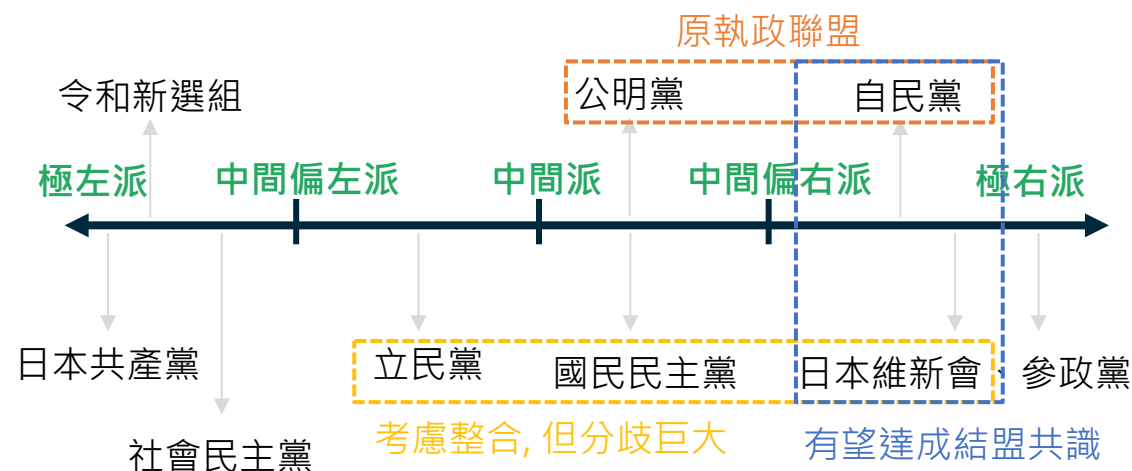 原執政聯盟
令和新選組
公明黨
自民黨
極左派
中間偏左派
中間派
中間偏右派
極右派
日本共產黨
立民黨
國民民主黨
日本維新會、
參政黨
社會民主黨
考慮整合, 但分歧巨大
有望達成結盟共識